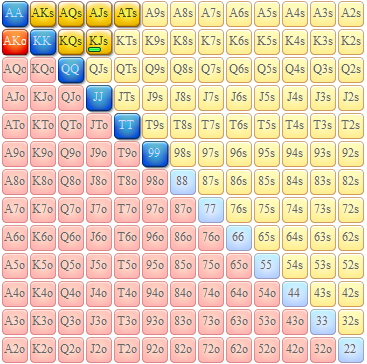 AA AKs AQs AJs ATs A9s A8s A7s A6s A5s A4s A3s A2s
AKo KK KQs KJs KTs K9s K8s K7s K6s K5s K4s K3s K2s
AQo KQo QQ QJs QTs Q9s Q8s Q7s Q6s Q5s Q4s Q3s Q2s
AJo KJo QJo JJ JTs J9s J8s J7s J6s J5s J4s J3s J2s
ATo KTo QTo JTo TT T9s T8s T7s T6s T5s T4s T3s T2s
A9o K9o Q9o J9o T9o 99 98s 97s 96s 95s 94s 93s 92s
A8o K8o Q8o J8o T8o 98o 88 87s 86s 85s 84s 83s 82s
A7o K7o Q7o J7o T7o 97o 87o 77 76s 75s 74s 73s 72s
A6o K6o Q6o J6o T6o 96o 86o 76o 66 65s 64s 63s 62s
A5o K5o Q5o J5o T5o 95o 85o 75o 65o 55 54s 53s 52s
A4o K4o Q4o J4o T4o 94o 84o 74o 64o 54o 44 43s 42s
A3o K3o Q3o J3o T3o 93o 83o 73o 63o 53o 43o 33 32s
A2o K2o Q2o J2o T2o 92o 82o 72o 62o 52o 42o 32o 22